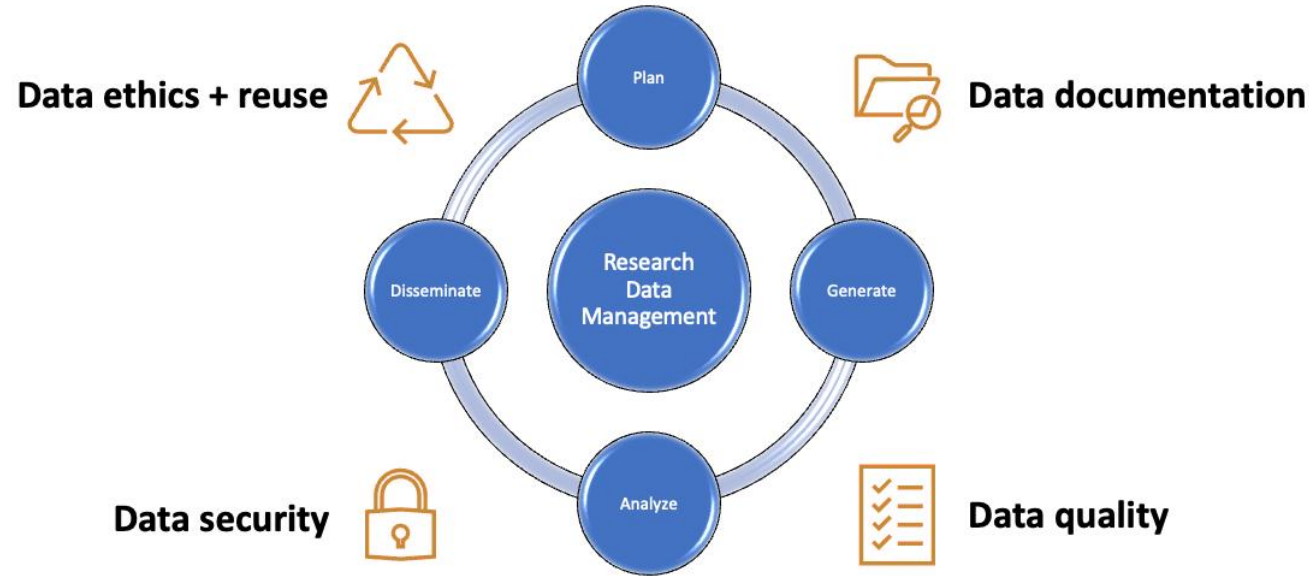 Plan
Data ethics + reuse
Data documentation
Disseminate
Research
Data
Management
Generate
Data security
Analyze
Data quality